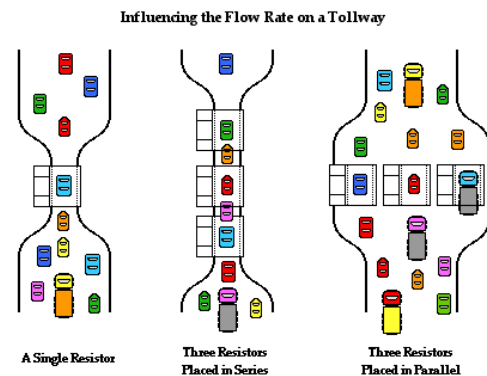 Influencing the Flow Rate on a Tollway
A Single Resistor
Three Resistors
Placed in Series
Three Resistors
Placed in Parallel